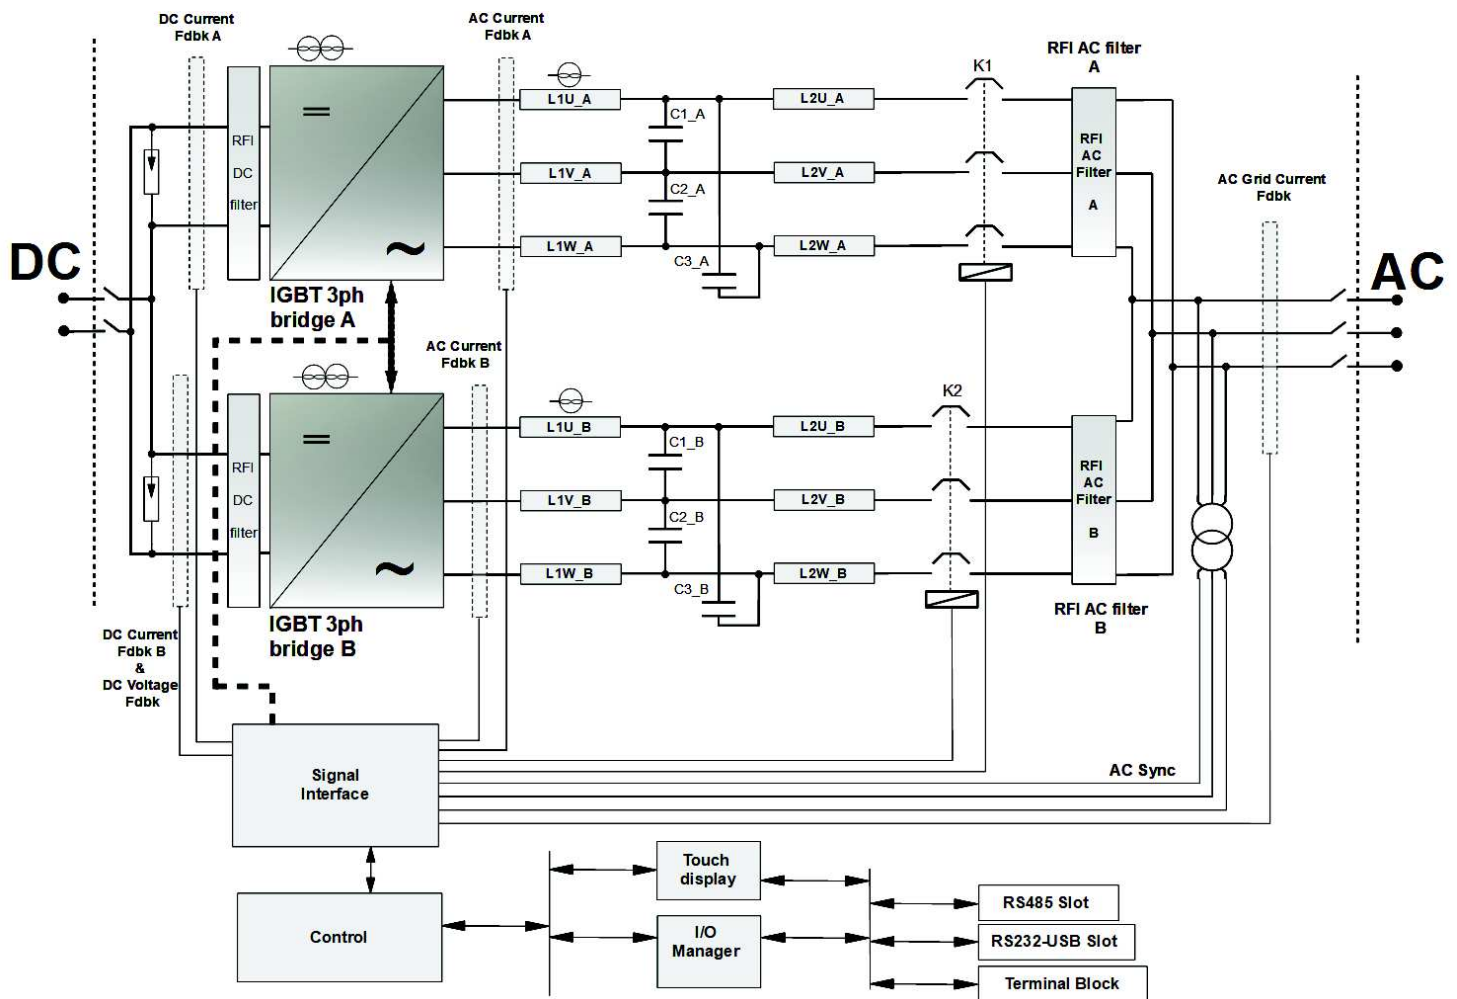 DC Current
Fdbk A
AC Current
Fdbk A
RFI AC filter
A
K1
L1U_A
L2U_A
C1_A
RFI
DC
filter
RFI
AC
Filter
A
L1V_A
L2V_A
AC Grid Current
Fdbk
C2_A
L1W_A
L2W_A
C3_A
DC
AC
IGBT 3ph
bridge A
AC Current
Fdbk B
K2
L1U_B
L2U_B
C1_B
RFI
DC
filter
RFI
AC
Filter
B
L1V_B
L2V_B
C2_B
L1W_B
L2W_B
C3_B
RFI AC filter
B
IGBT 3ph
bridge B
DC Current
Fdbk B
&
DC Voltage
Fdbk
Signal
Interface
AC Sync
Touch
display
Control
I/O
Manager
RS485 Slot
RS232-USB Slot
Terminal Block